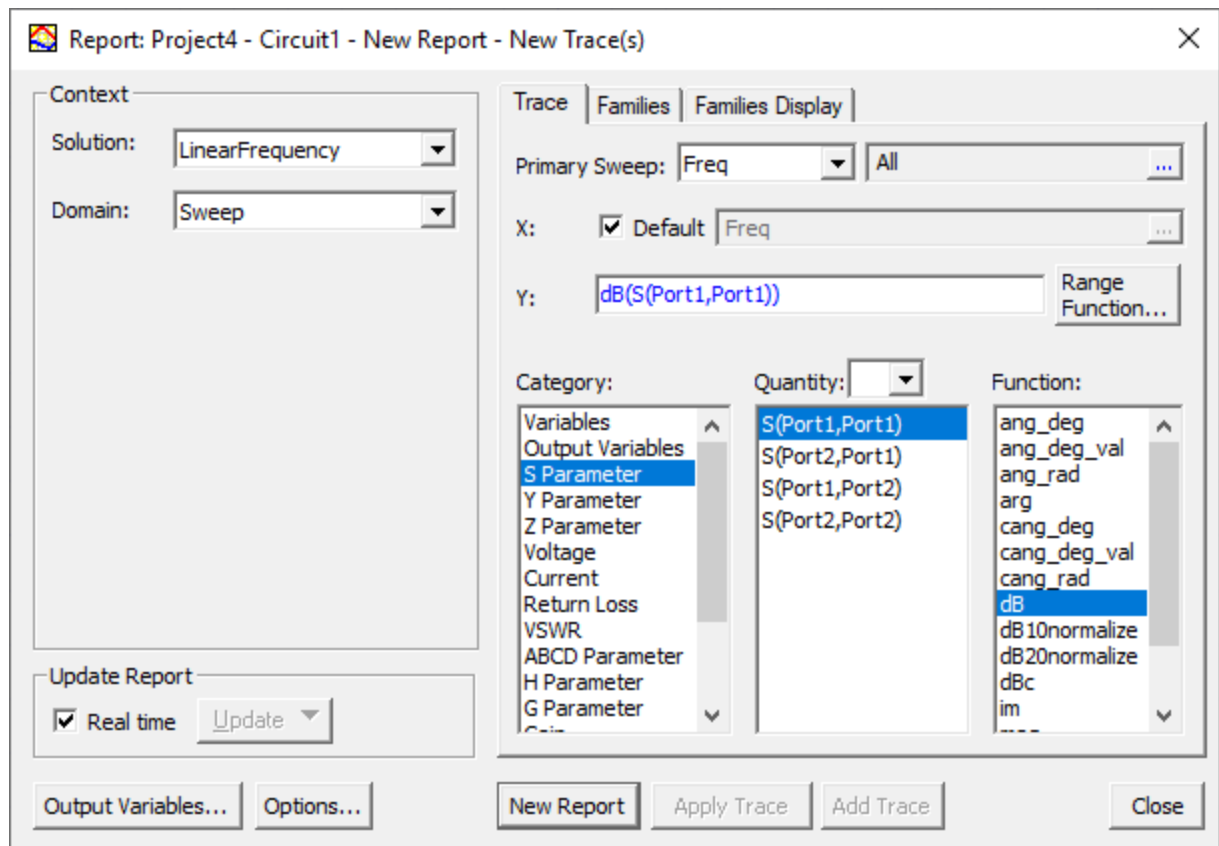 Report: Project4 - Circuit1 - New Report - New Trace(s)
Context
Solution:
LinearFrequency
Domain:
Sweep
Update Report
Real time
Update
Output Variables...
Options...
Trace
Families
Families Display
Primary Sweep:
Freq
All
...
X:
Default
Freq
...
Y:
dB(S(Port1,Port1))
Range
Function...
Category:
Variables
Output Variables
S Parameter
Y Parameter
Z Parameter
Voltage
Current
Return Loss
VSWR
ABCD Parameter
H Parameter
G Parameter
Quantity:
S(Port1,Port1)
S(Port2,Port1)
S(Port1,Port2)
S(Port2,Port2)
Function:
ang_deg
ang_deg_val
ang_rad
arg
cang_deg
cang_deg_val
cang_rad
dB
dB10normalize
dB20normalize
dBc
im
New Report
Apply Trace
Add Trace
Close